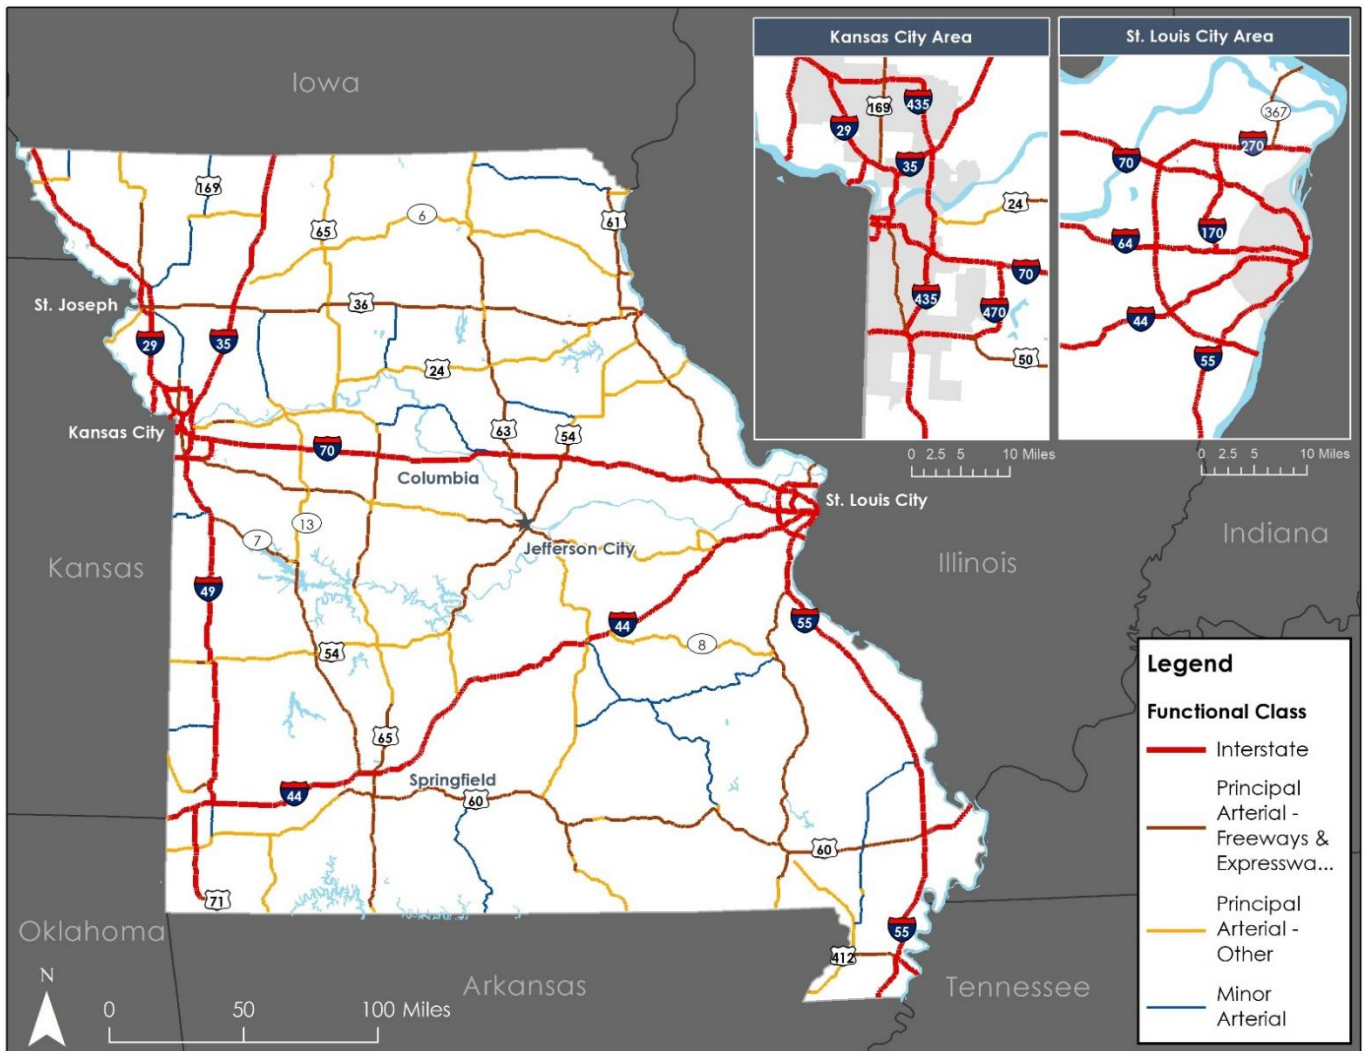 Kansas City Area
St. Louis City Area
Iowa
169
435
29
35
24
70
435
470
50
0 2.5 5 10 Miles
367
270
70
170
64
44
55
0 2.5 5 10 Miles
169
65
6
61
St. Joseph
36
29
35
24
Kansas City
63
54
70
Columbia
St. Louis City
13
7
Jefferson City
Kansas
Illinois
Indiana
49
44
55
54
8
65
Springfield
44
60
60
71
55
412
Oklahoma
Arkansas
Tennessee
N
0 50 100 Miles
Legend
Functional Class
Interstate
Principal
Arterial -
Freeways &
Expresswa...
Principal
Arterial -
Other
Minor
Arterial